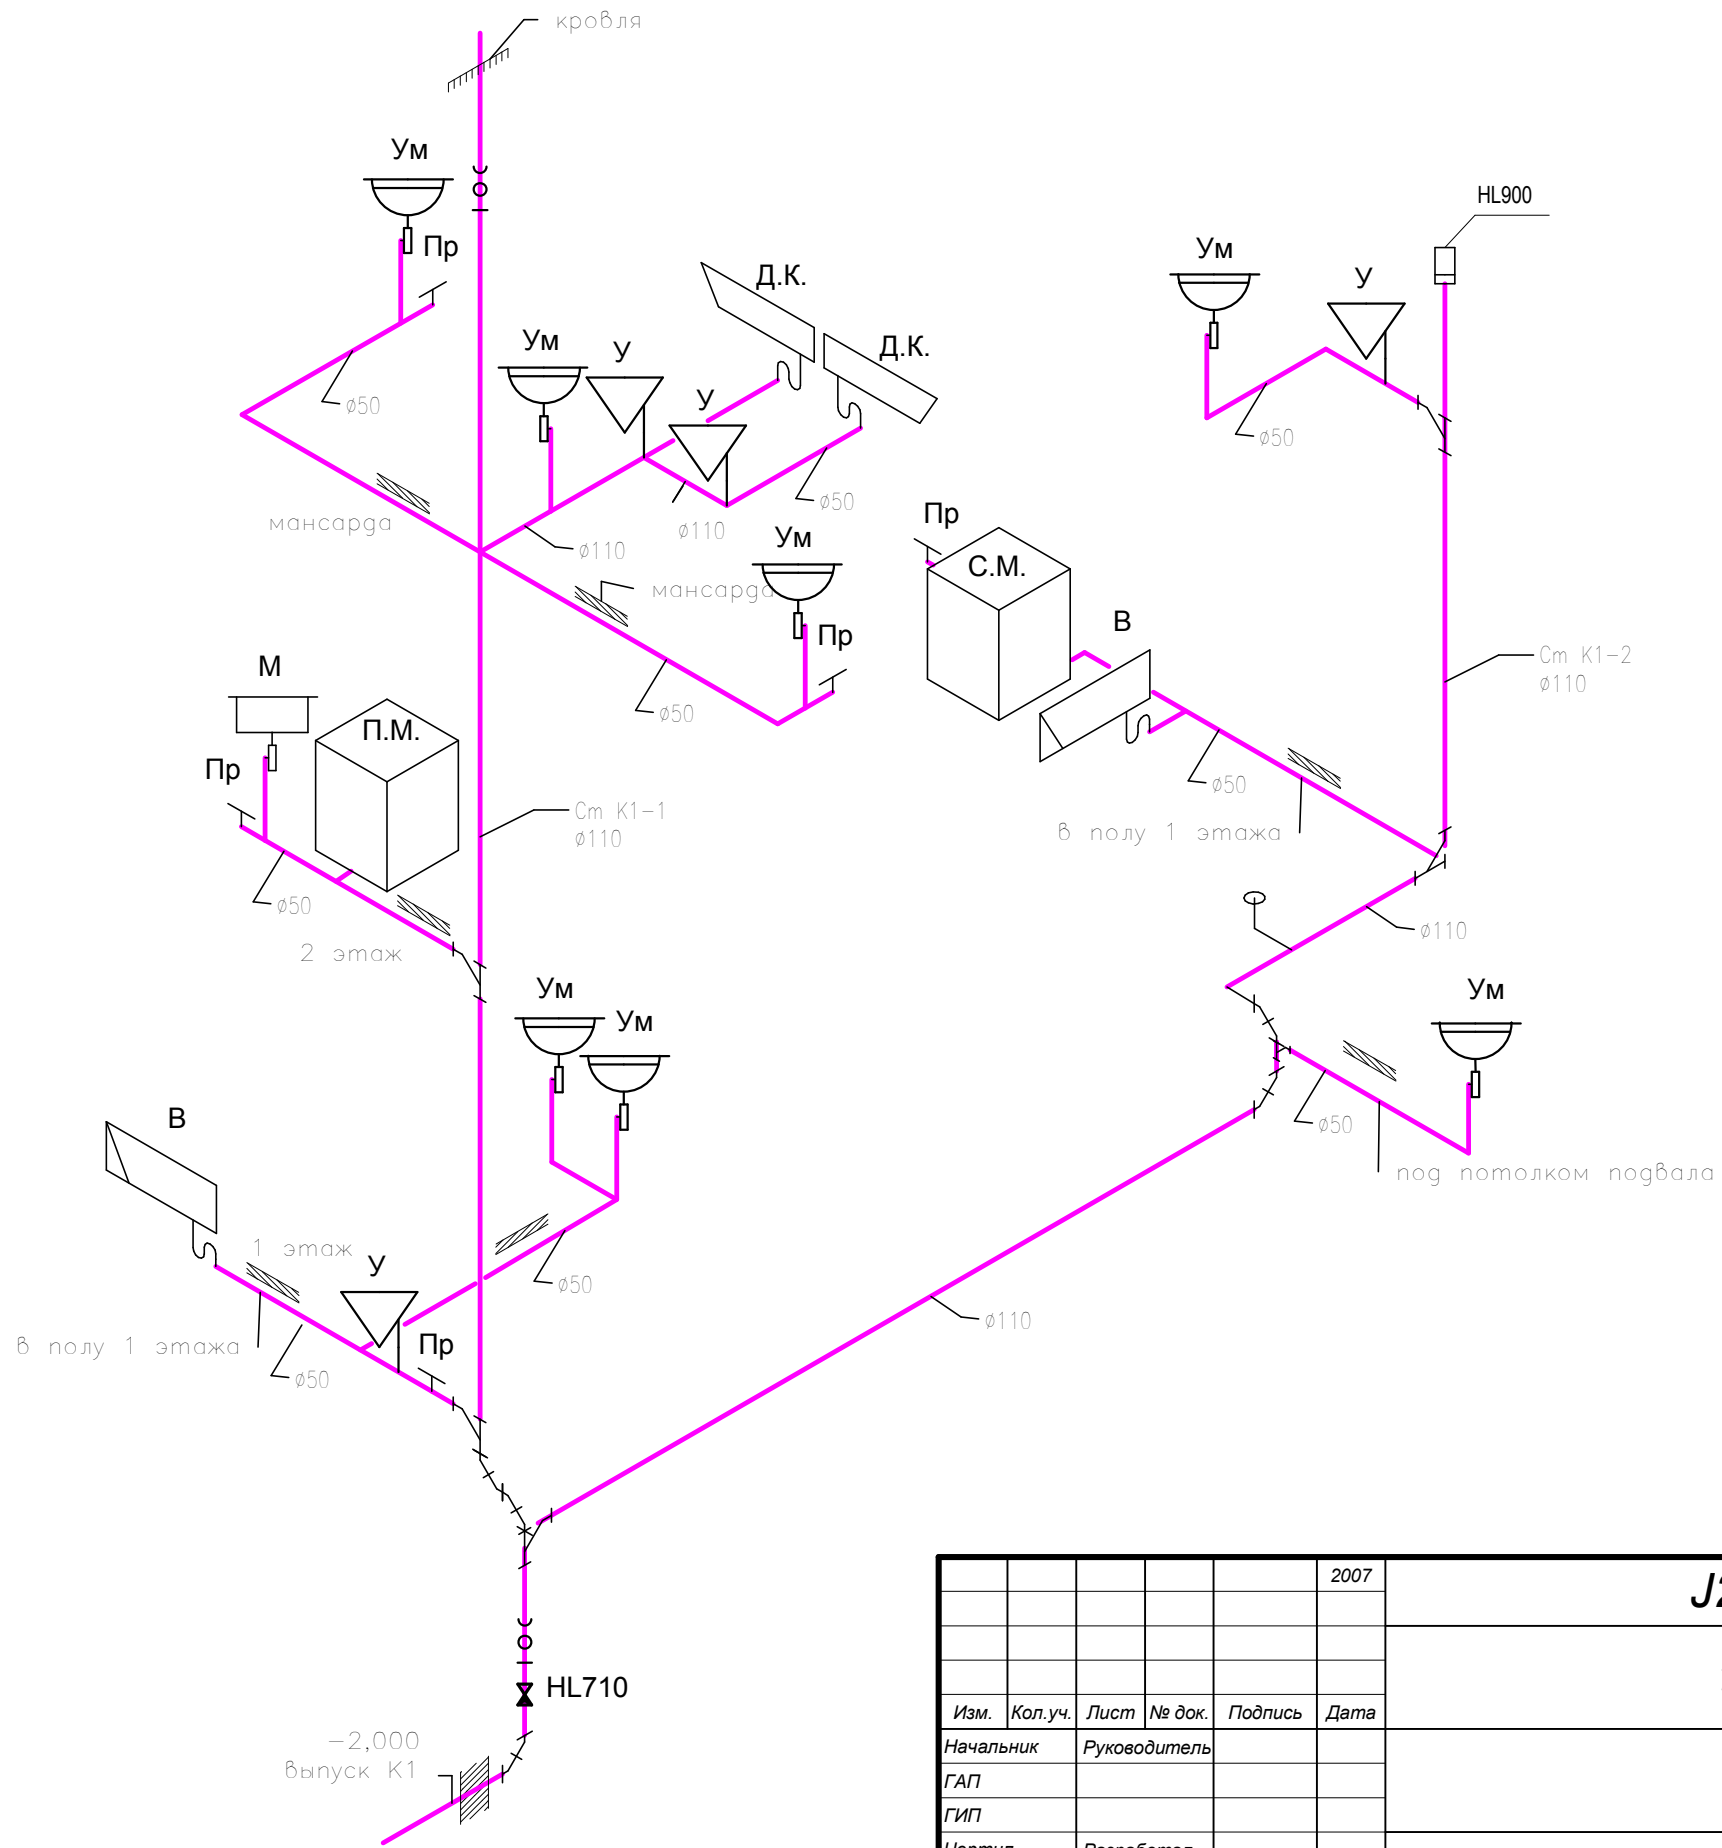 кровля
Ум
Пр
HL900
Д.К.
Ум
У
Ум
У
Д.К.
У
ø50
ø50
ø50
мансарда
ø110
ø110
Пр
Ум
С.М.
мансарда
В
Пр
М
Ст К1-2
ø110
ø50
П.М.
Пр
ø50
Ст К1-1
ø110
в полу 1 этажа
ø50
ø110
2 этаж
Ум
Ум
Ум
В
ø50
под потолком подвала
1 этаж
У
ø50
в полу 1 этажа
Пр
ø110
ø50
HL710
-2,000
выпуск К1
2007
Изм. Кол.уч. Лист № док. Подпись Дата
Начальник Руководитель
ГАП
ГИП